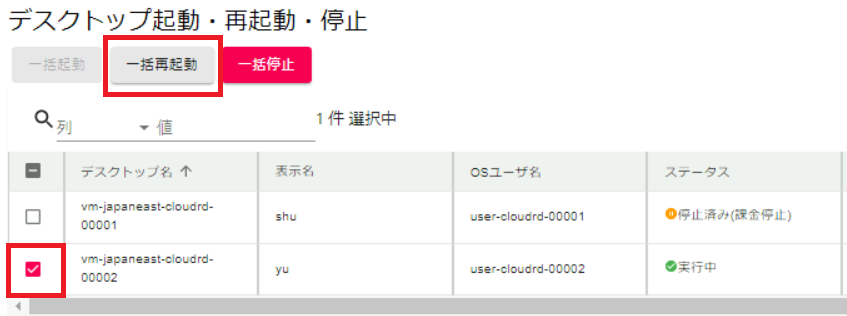 デスクトップ起動・再起動・停止
一括起動 一括再起動 一括停止
列 値 1 件 選択中
デスクトップ名 ↑ 表示名 OSユーザ名 ステータス
vm-japaneast-cloudrd-
00001 shu user-cloudrd-00001 停止済み(課金停止)
vm-japaneast-cloudrd-
00002 yu user-cloudrd-00002 実行中